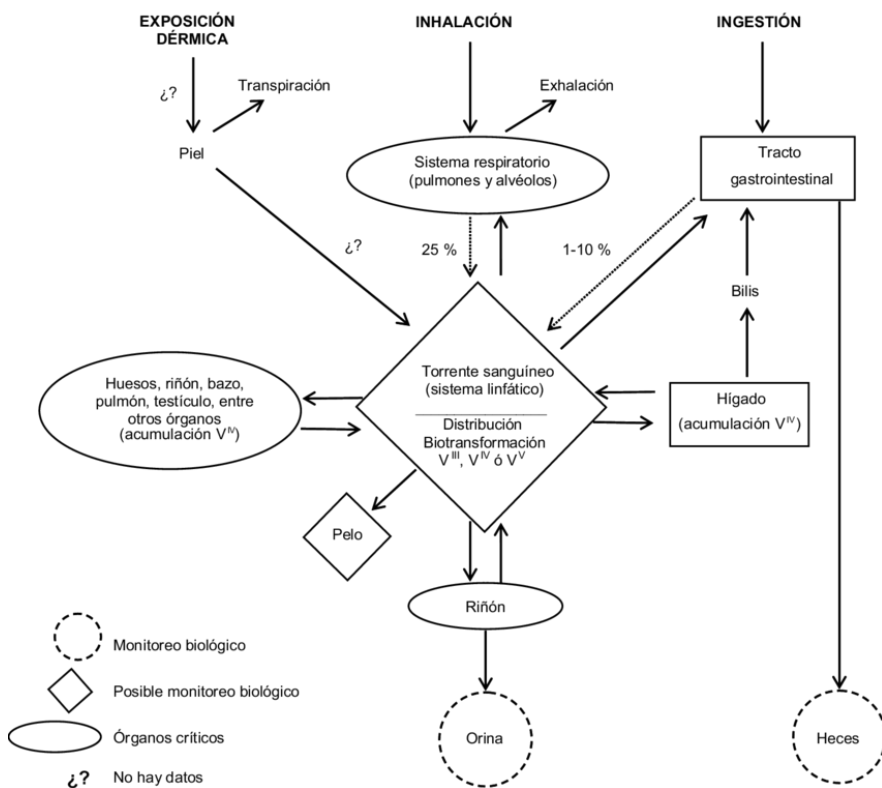 EXPOSICIÓN
DÉRMICA
INHALACIÓN
INGESTIÓN
¿?
Transpiración
Exhalación
Piel
Sistema respiratorio
(pulmones y alvéolos)
Tracto
gastrointestinal
¿?
25 %
1-10 %
Bilis
Huesos, riñón, bazo,
pulmón, testículo, entre
otros órganos
(acumulación V^IV)
Torrente sanguíneo
(sistema linfático)
Distribución
Biotransformación
V^III, V^IV ó V^V
Hígado
(acumulación V^IV)
Pelo
Riñón
Monitoreo biológico
Posible monitoreo biológico
Órganos críticos
¿? No hay datos
Orina
Heces